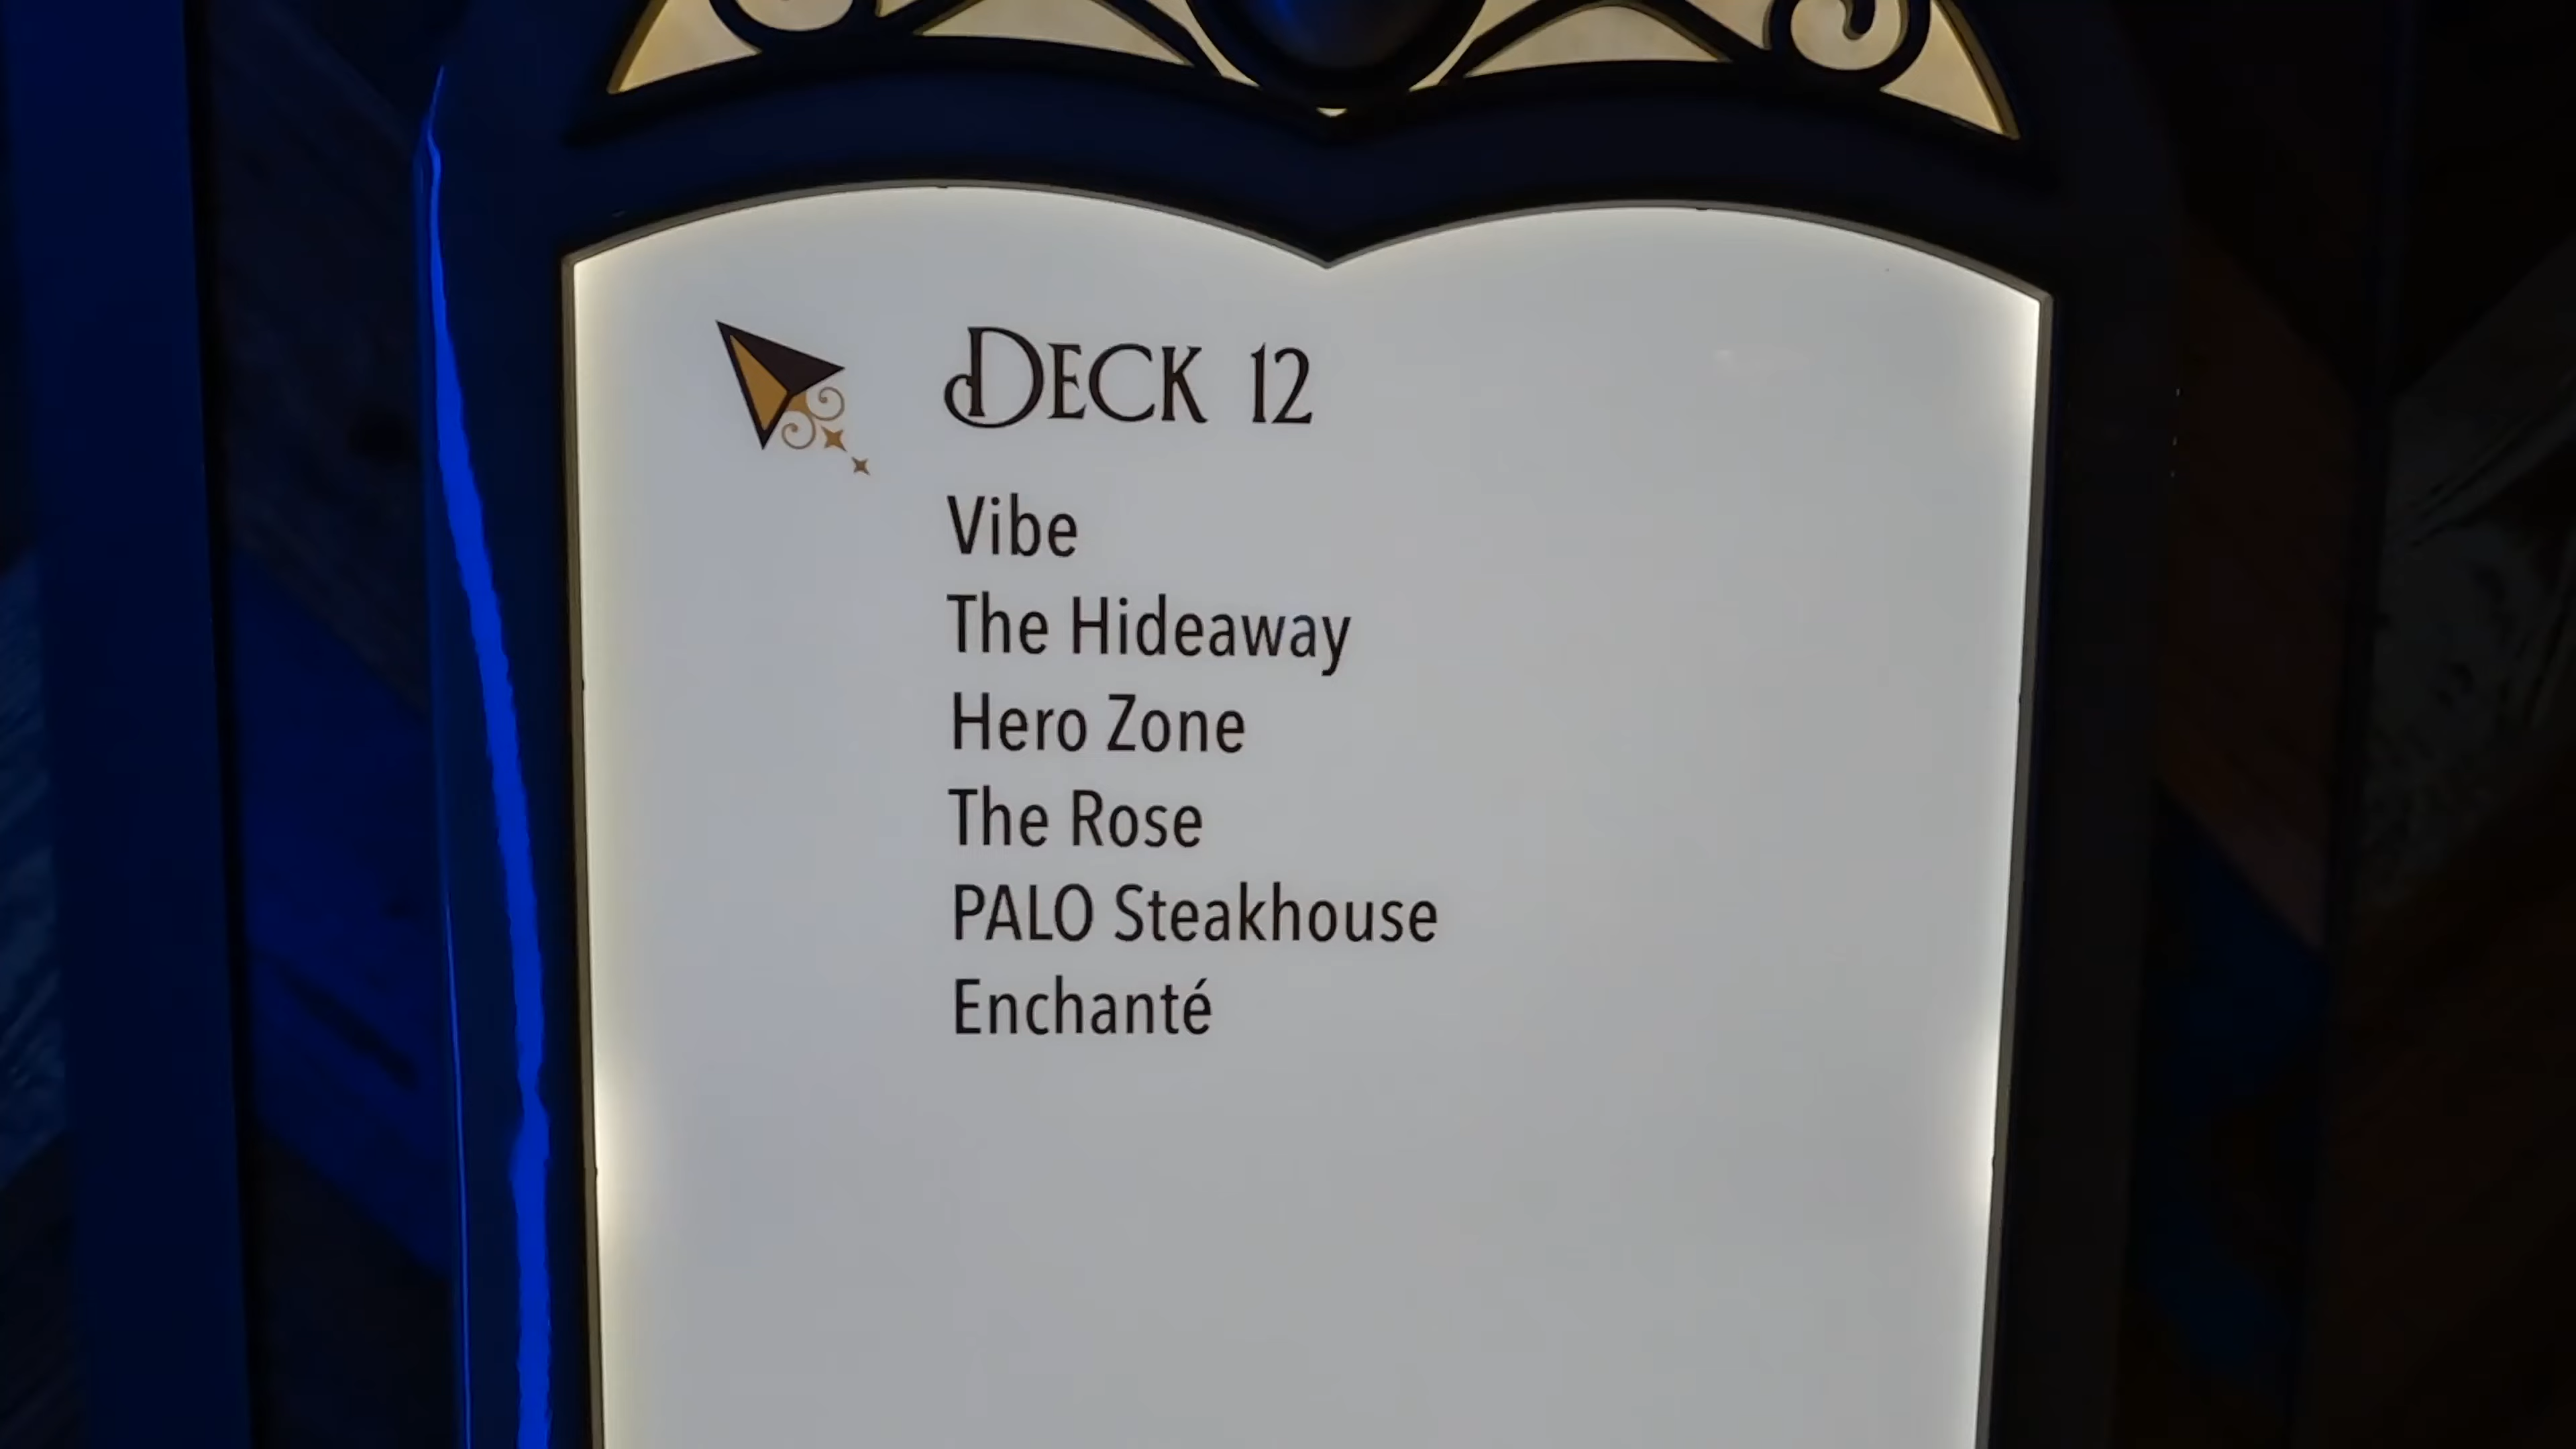 Deck 12
Vibe
The Hideaway
Hero Zone
The Rose
PALO Steakhouse
Enchanté